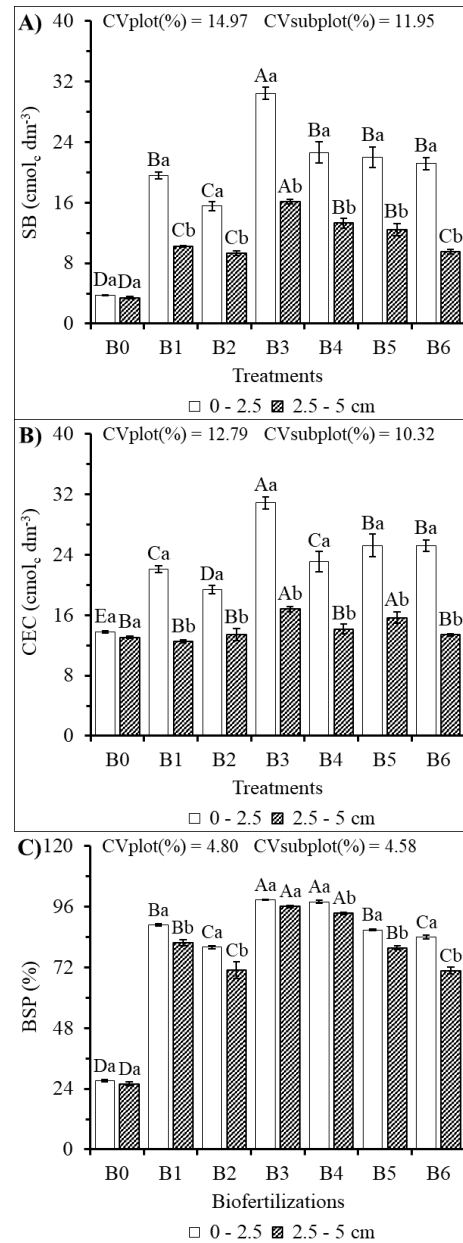 A) CVplot(%) = 14.97 CVsubplot(%) = 11.95
40
32
24
16
8
0
SB (cmolc dm-3)
Da Da Ba Cb Ca Cb Aa Ab Ba Bb Ba Bb Ba Cb
B0 B1 B2 B3 B4 B5 B6
Treatments
0 - 2.5 2.5 - 5 cm
B) CVplot(%) = 12.79 CVsubplot(%) = 10.32
40
32
24
16
8
0
CEC (cmolc dm-3)
Ea Ba Ca Bb Da Bb Aa Ab Ca Bb Ba Ab Ba Bb
B0 B1 B2 B3 B4 B5 B6
Treatments
0 - 2.5 2.5 - 5 cm
C) CVplot(%) = 4.80 CVsubplot(%) = 4.58
120
96
72
48
24
0
BSP (%)
Da Da Ba Bb Ca Cb Aa Aa Aa Ab Ba Bb Ca Cb
B0 B1 B2 B3 B4 B5 B6
Biofertilizations
0 - 2.5 2.5 - 5 cm